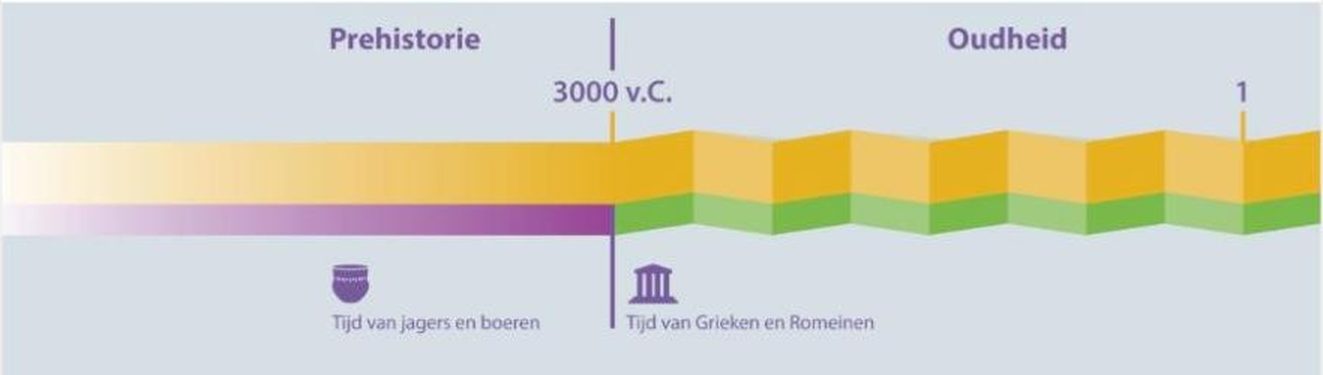 Prehistorie
Oudheid
3000 v.C.
1
Tijd van jagers en boeren
Tijd van Grieken en Romeinen